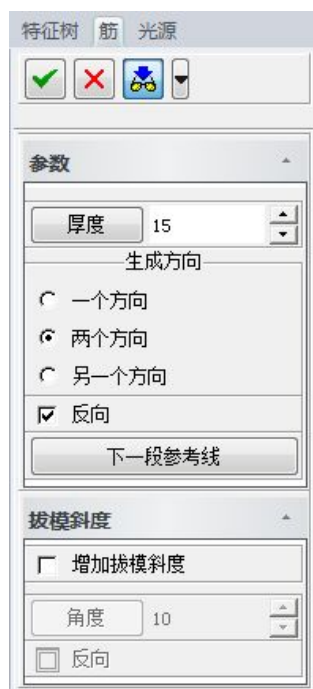 特征树 筋 光源
参数
厚度 15
生成方向
一个方向
两个方向
另一个方向
反向
下一段参考线
拔模斜度
增加拔模斜度
角度 10
反向